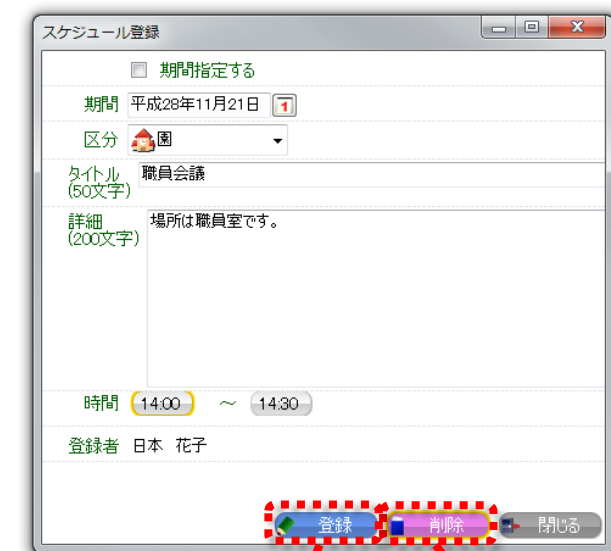 スケジュール登録
期間指定する
期間 平成28年11月21日 1
区分 園
タイトル 職員会議
(50文字)
詳細 場所は職員室です。
(200文字)
時間 14:00 ～ 14:30
登録者 日本 花子
登録 削除 閉じる